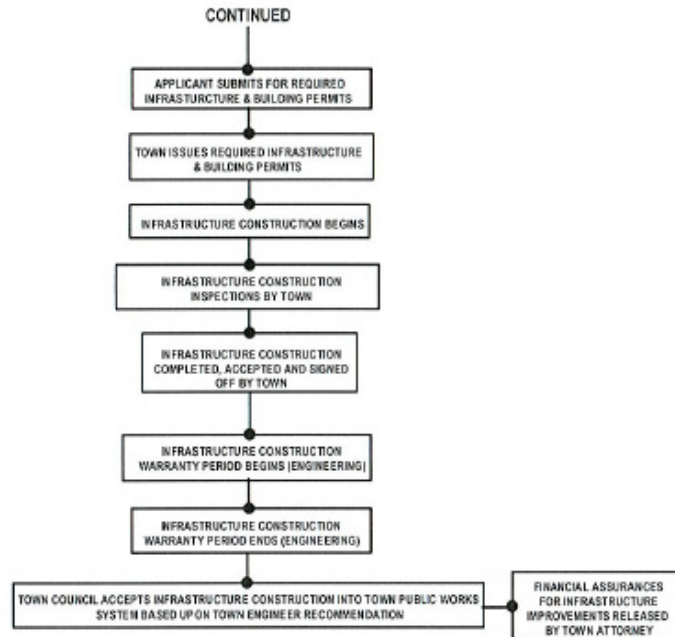 CONTINUED
APPLICANT SUBMITS FOR REQUIRED
INFRASTURCTURE & BUILDING PERMITS
TOWN ISSUES REQUIRED INFRASTRUCTURE
& BUILDING PERMITS
INFRASTRUCTURE CONSTRUCTION BEGINS
INFRASTRUCTURE CONSTRUCTION
INSPECTIONS BY TOWN
INFRASTRUCTURE CONSTRUCTION
COMPLETED, ACCEPTED AND SIGNED
OFF BY TOWN
INFRASTRUCTURE CONSTRUCTION
WARRANTY PERIOD BEGINS (ENGINEERING)
INFRASTRUCTURE CONSTRUCTION
WARRANTY PERIOD ENDS (ENGINEERING)
TOWN COUNCIL ACCEPTS INFRASTRUCTURE CONSTRUCTION INTO TOWN PUBLIC WORKS
SYSTEM BASED UPON TOWN ENGINEER RECOMMENDATION
FINANCIAL ASSURANCES
FOR INFRASTRUCTURE
IMPROVEMENTS RELEASED
BY TOWN ATTORNEY